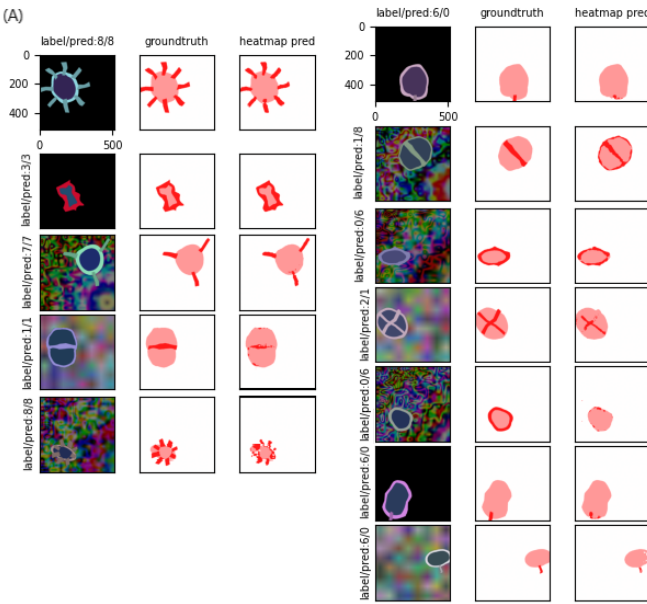 (A)
label/pred:8/8 groundtruth heatmap pred
0
200
400
0 500
label/pred:3/3
label/pred:7/7
label/pred:1/1
label/pred:8/8
label/pred:6/0 groundtruth heatmap pred
0
200
400
0 500
label/pred:1/8
label/pred:0/6
label/pred:2/1
label/pred:0/6
label/pred:6/0
label/pred:6/0